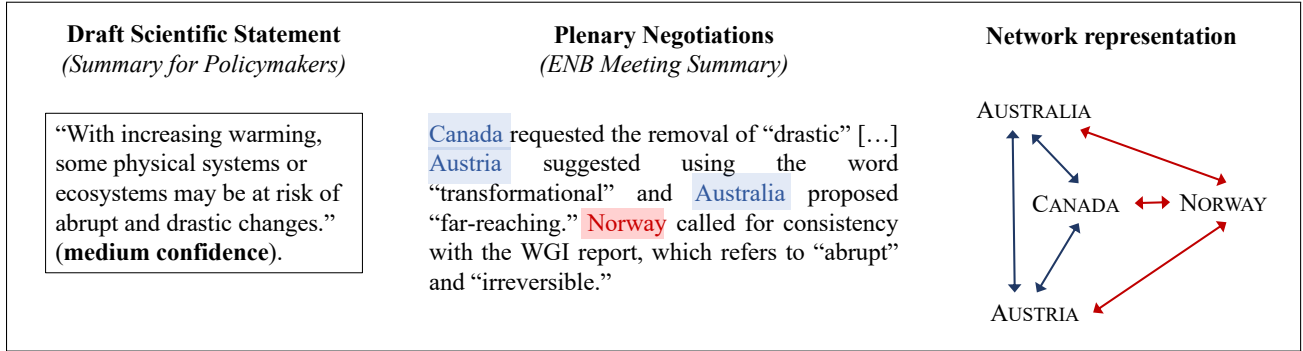 Draft Scientific Statement
(Summary for Policymakers)
“With increasing warming,
some physical systems or
ecosystems may be at risk of
abrupt and drastic changes.”
(medium confidence).
Plenary Negotiations
(ENB Meeting Summary)
Canada requested the removal of “drastic” […]
Austria suggested using the word
“transformational” and Australia proposed
“far-reaching.” Norway called for consistency
with the WGI report, which refers to “abrupt”
and “irreversible.”
Network representation
AUSTRALIA
CANADA
NORWAY
AUSTRIA